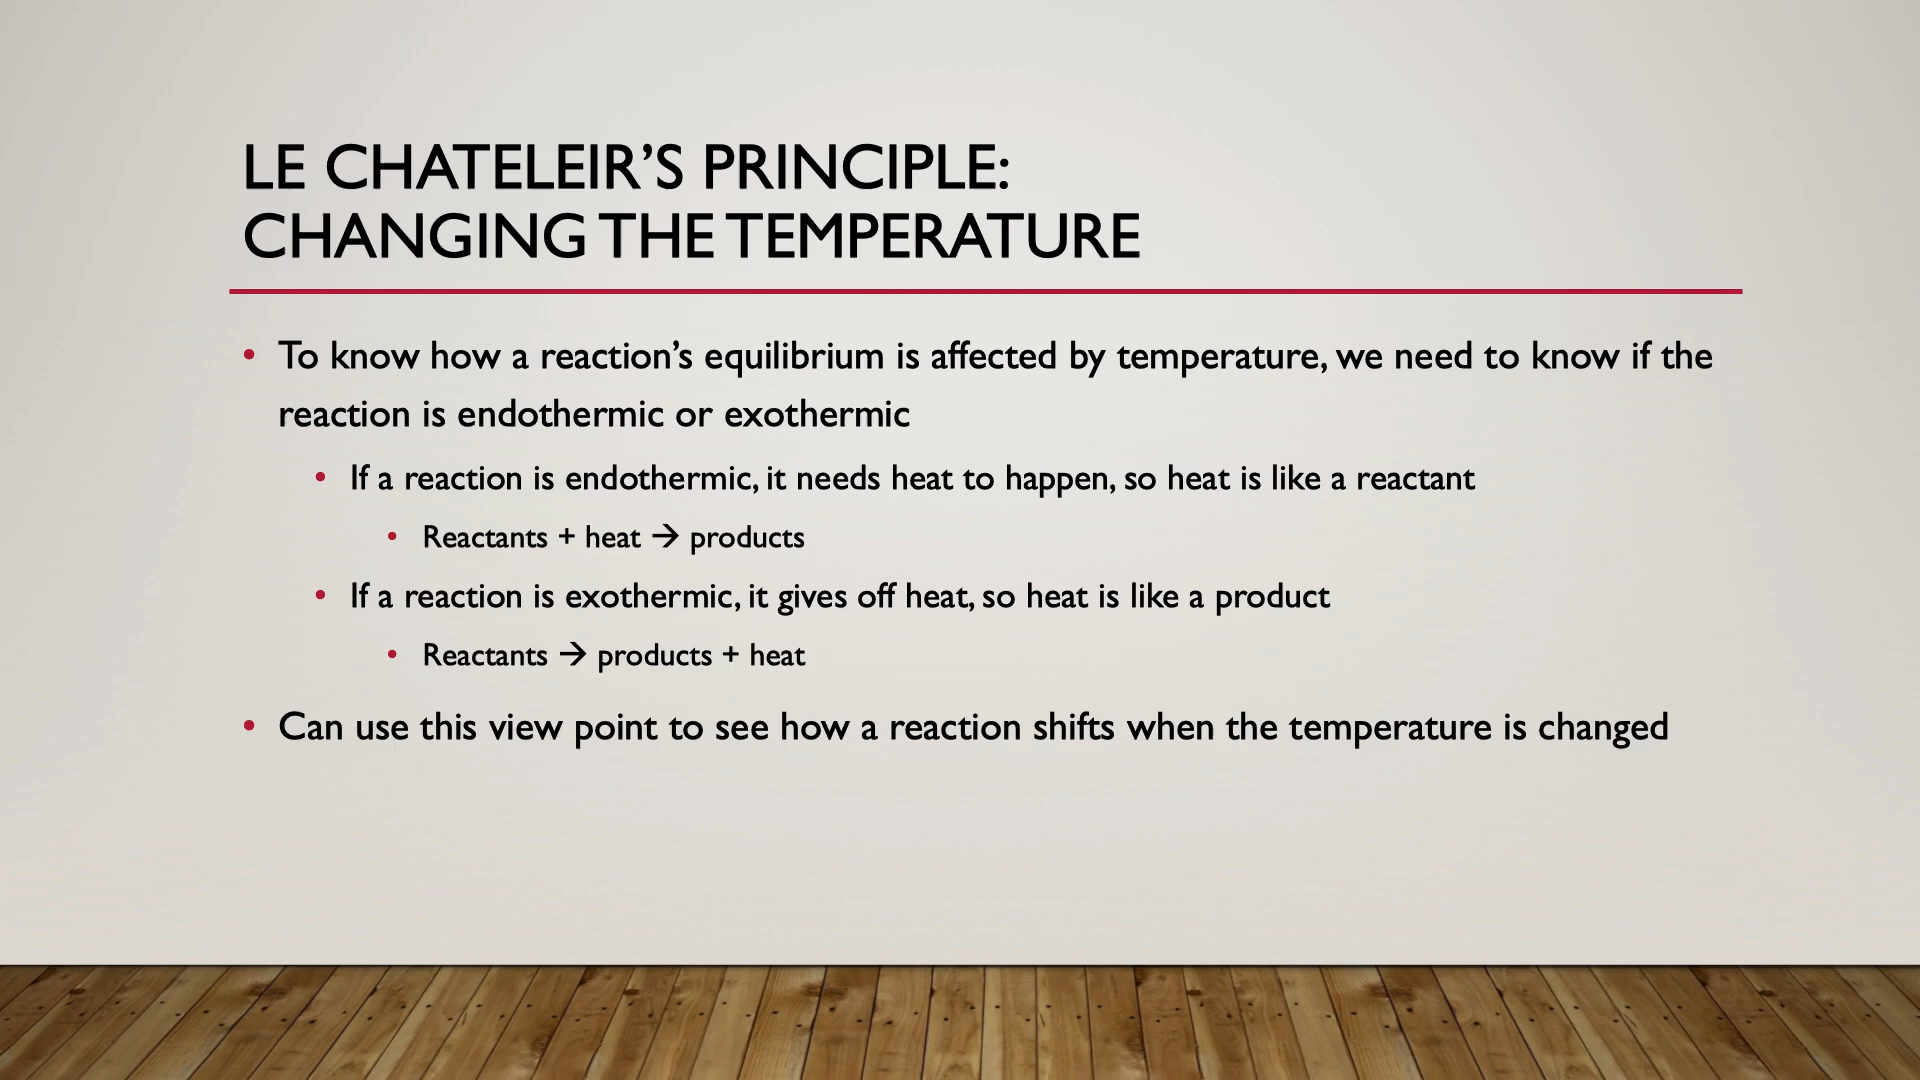 LE CHATELEIR’S PRINCIPLE:
CHANGING THE TEMPERATURE
• To know how a reaction’s equilibrium is affected by temperature, we need to know if the
reaction is endothermic or exothermic
• If a reaction is endothermic, it needs heat to happen, so heat is like a reactant
• Reactants + heat → products
• If a reaction is exothermic, it gives off heat, so heat is like a product
• Reactants → products + heat
• Can use this view point to see how a reaction shifts when the temperature is changed